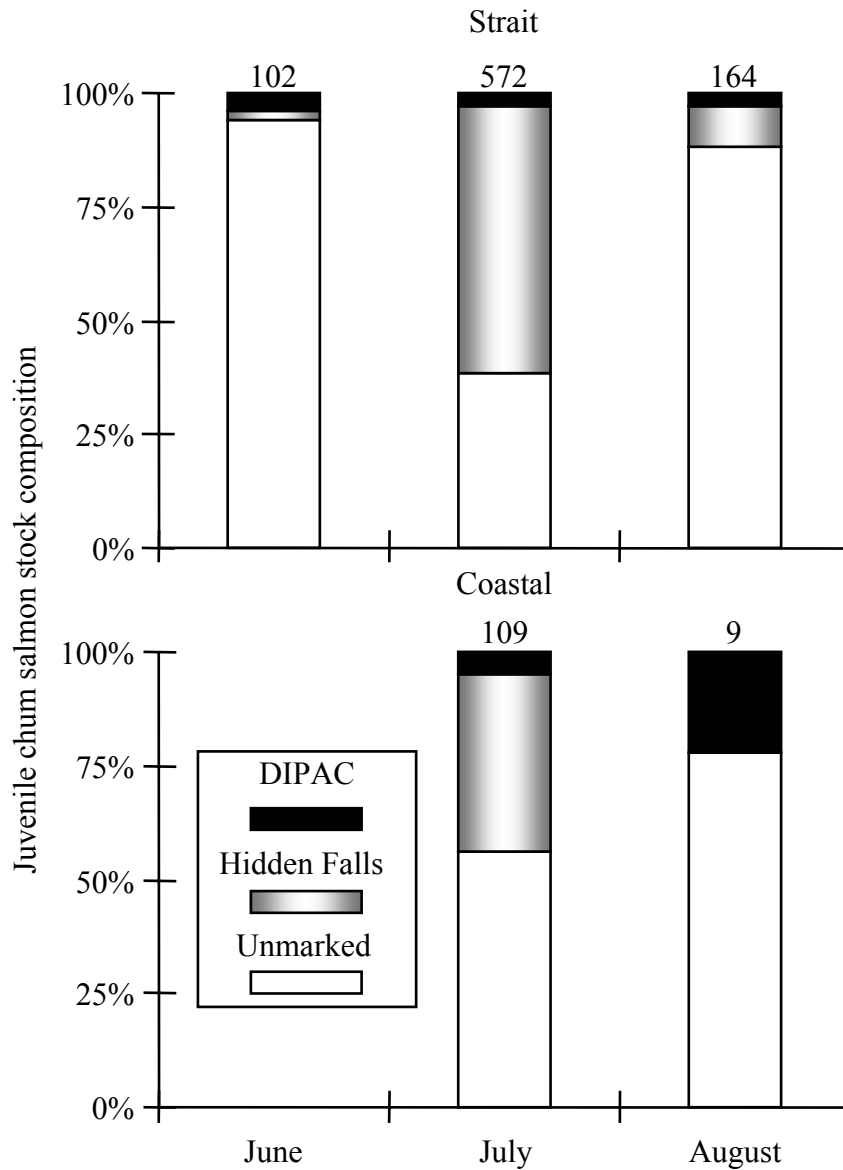 Strait
102 572 164
100%
75%
50%
25%
0%
Juvenile chum salmon stock composition
Coastal
109 9
100%
75%
50%
25%
0%
DIPAC
Hidden Falls
Unmarked
June July August